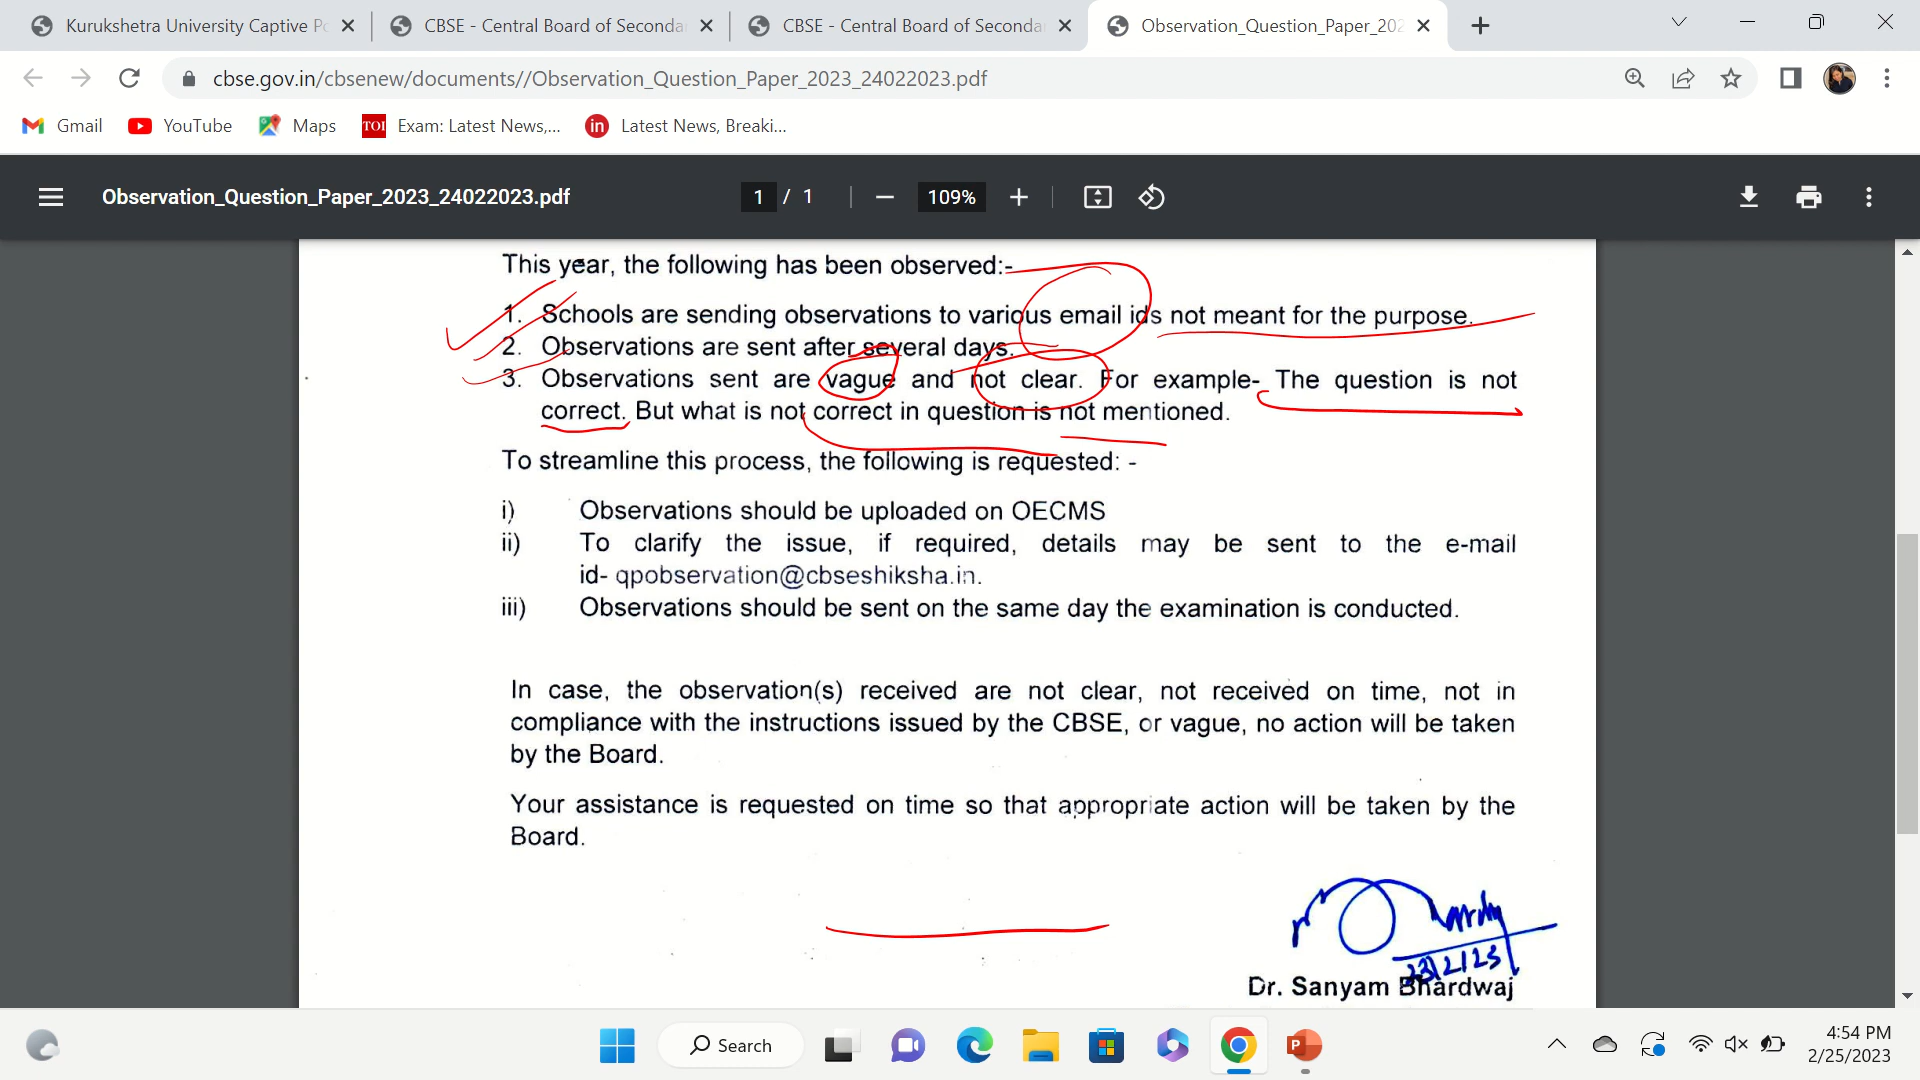 Kurukshetra University Captive Po
CBSE - Central Board of Seconda
CBSE - Central Board of Seconda
Observation_Question_Paper_202
cbse.gov.in/cbsenew/documents//Observation_Question_Paper_2023_24022023.pdf
Gmail
YouTube
Maps
TOI
Exam: Latest News,...
in
Latest News, Breaki...
Observation_Question_Paper_2023_24022023.pdf
1 / 1
109%
This year, the following has been observed:-
1. Schools are sending observations to various email ids not meant for the purpose.
2. Observations are sent after several days.
3. Observations sent are vague and not clear. For example- The question is not
correct. But what is not correct in question is not mentioned.
To streamline this process, the following is requested: -
i) Observations should be uploaded on OECMS
ii) To clarify the issue, if required, details may be sent to the e-mail
id- qpobservation@cbseshiksha.in.
iii) Observations should be sent on the same day the examination is conducted.
In case, the observation(s) received are not clear, not received on time, not in
compliance with the instructions issued by the CBSE, or vague, no action will be taken
by the Board.
Your assistance is requested on time so that appropriate action will be taken by the
Board.
23/2/23
Dr. Sanyam Bhardwaj
Search
P
4:54 PM
2/25/2023